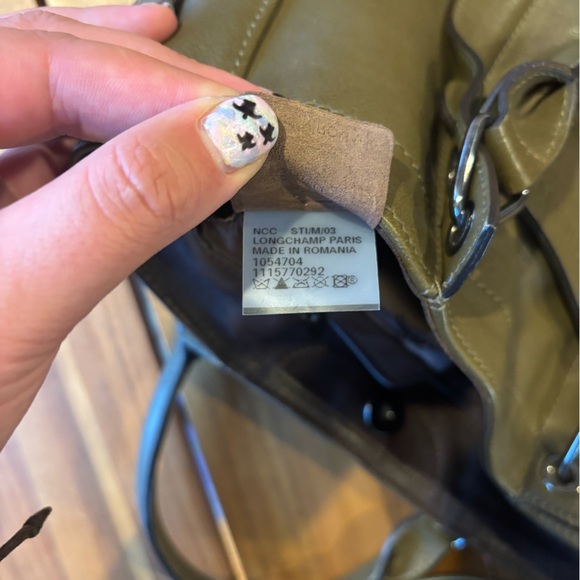 NCC STI/M/03
LONGCHAMP PARIS
MADE IN ROMANIA
1054704
1115770292